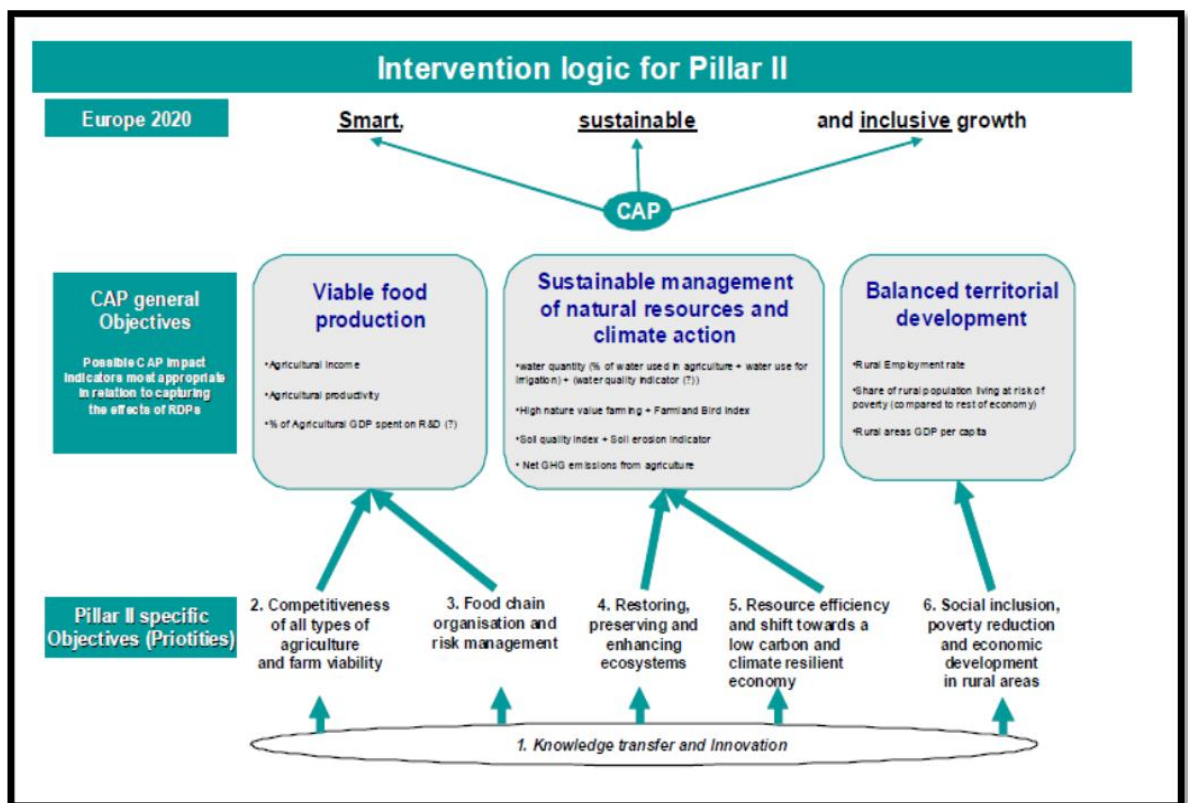 Intervention logic for Pillar II
Europe 2020
Smart,
sustainable
and inclusive growth
CAP
CAP general
Objectives
Possible CAP Impact
Indicators most appropriate
in relation to capturing
the effects of RDPs
Viable food
production
•Agricultural Income
•Agricultural productivity
•% of Agricultural GDP spent on R&D (?)
Sustainable management
of natural resources and
climate action
•water quantity (% of water used in agriculture + water use for
irrigation) + (water quality indicator (?))
•High nature value farming + Farmland Bird Index
•Soil quality index + Soil erosion indicator
• Net GHG emissions from agriculture
Balanced territorial
development
•Rural Employment rate
•Share of rural population living at risk of
poverty (compared to rest of economy)
•Rural areas GDP per capita
Pillar II specific
Objectives (Priotities)
2. Competitiveness
of all types of
agriculture
and farm viability
3. Food chain
organisation and
risk management
4. Restoring,
preserving and
enhancing
ecosystems
5. Resource efficiency
and shift towards a
low carbon and
climate resilient
economy
6. Social inclusion,
poverty reduction
and economic
development
in rural areas
1. Knowledge transfer and Innovation